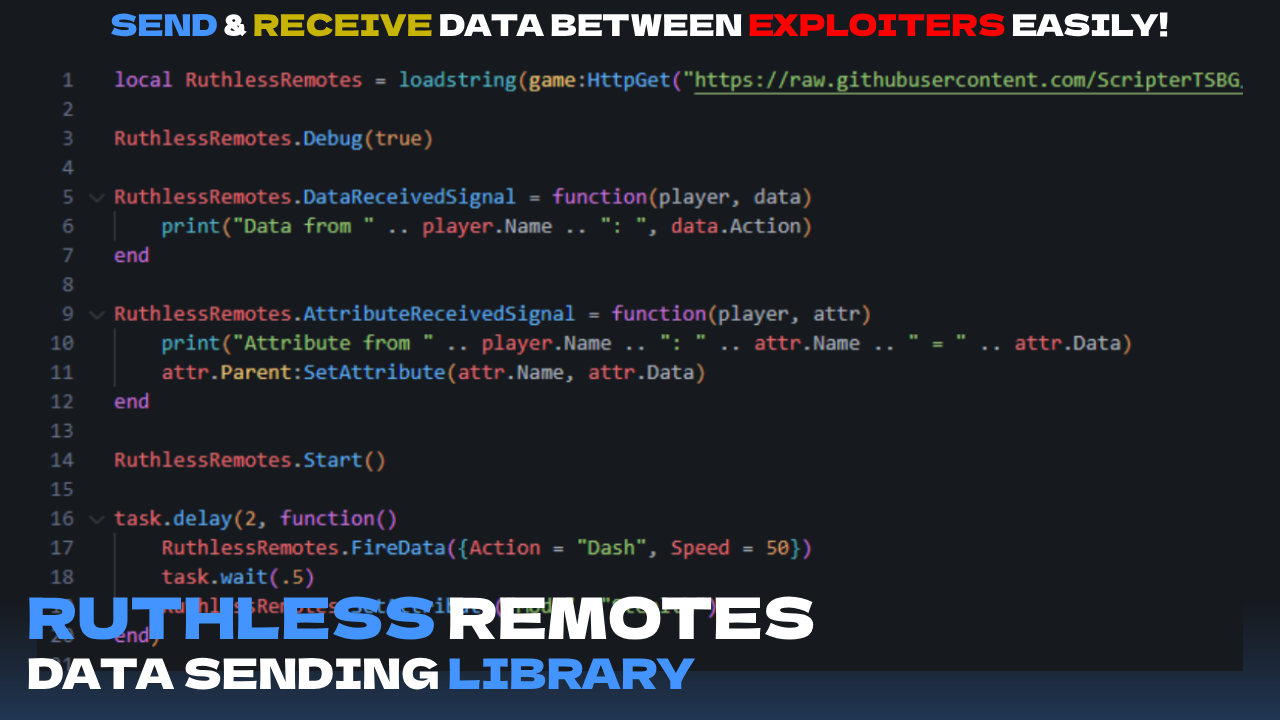 SEND & RECEIVE DATA BETWEEN EXPLOITERS EASILY!
1 local RuthlessRemotes = loadstring(game:HttpGet("https://raw.githubusercontent.com/ScripterTSBG
2
3 RuthlessRemotes.Debug(true)
4
5 RuthlessRemotes.DataReceivedSignal = function(player, data)
6 print("Data from " .. player.Name .. ": ", data.Action)
7 end
8
9 RuthlessRemotes.AttributeReceivedSignal = function(player, attr)
10 print("Attribute from " .. player.Name .. ": " .. attr.Name .. " = " .. attr.Data)
11 attr.Parent:SetAttribute(attr.Name, attr.Data)
12 end
13
14 RuthlessRemotes.Start()
15
16 task.delay(2, function()
17 RuthlessRemotes.FireData({Action = "Dash", Speed = 50})
18 task.wait(.5)
RUTHLESS REMOTES
20 end)
DATA SENDING LIBRARY